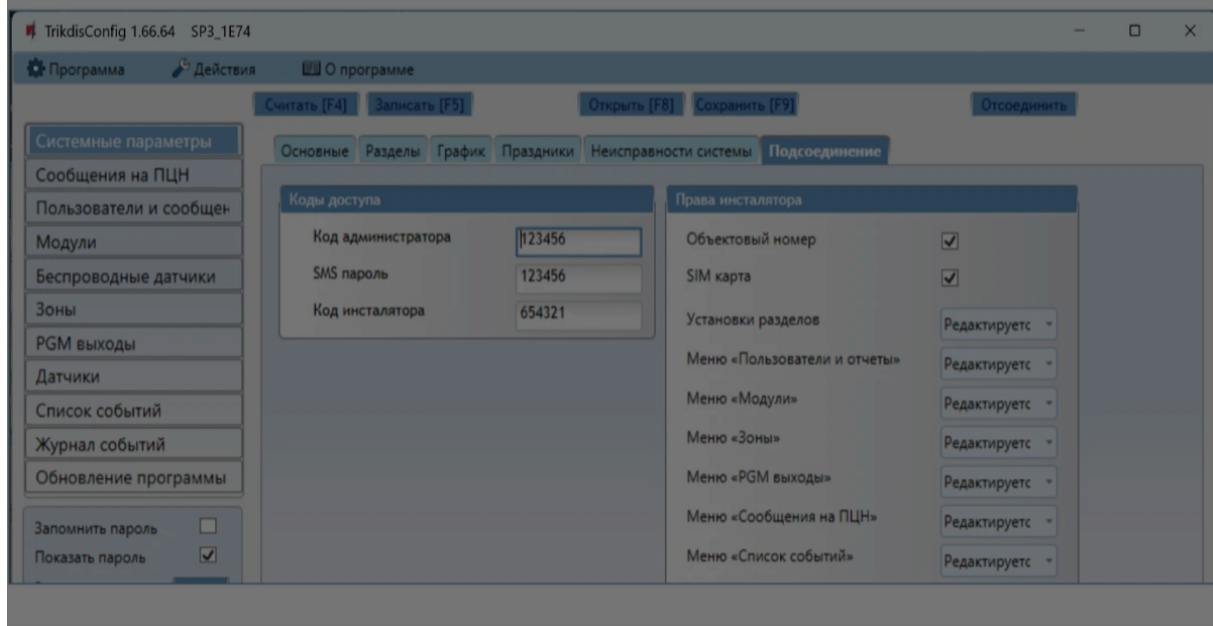 TrikdisConfig 1.66.64 SP3_1E74
Программа Действия О программе
Считать [F4] Записать [F5] Открыть [F8] Сохранить [F9] Отсоединить
Системные параметры
Сообщения на ПЦН
Пользователи и сообщен
Модули
Беспроводные датчики
Зоны
PGM выходы
Датчики
Список событий
Журнал событий
Обновление программы
Запомнить пароль
Показать пароль
Основные Разделы График Праздники Неисправности системы Подсоединение
Коды доступа
Код администратора 123456
SMS пароль 123456
Код инсталятора 654321
Права инсталятора
Объектовый номер
SIM карта
Установки разделов Редактируетс
Меню «Пользователи и отчеты» Редактируетс
Меню «Модули» Редактируетс
Меню «Зоны» Редактируетс
Меню «PGM выходы» Редактируетс
Меню «Сообщения на ПЦН» Редактируетс
Меню «Список событий» Редактируетс